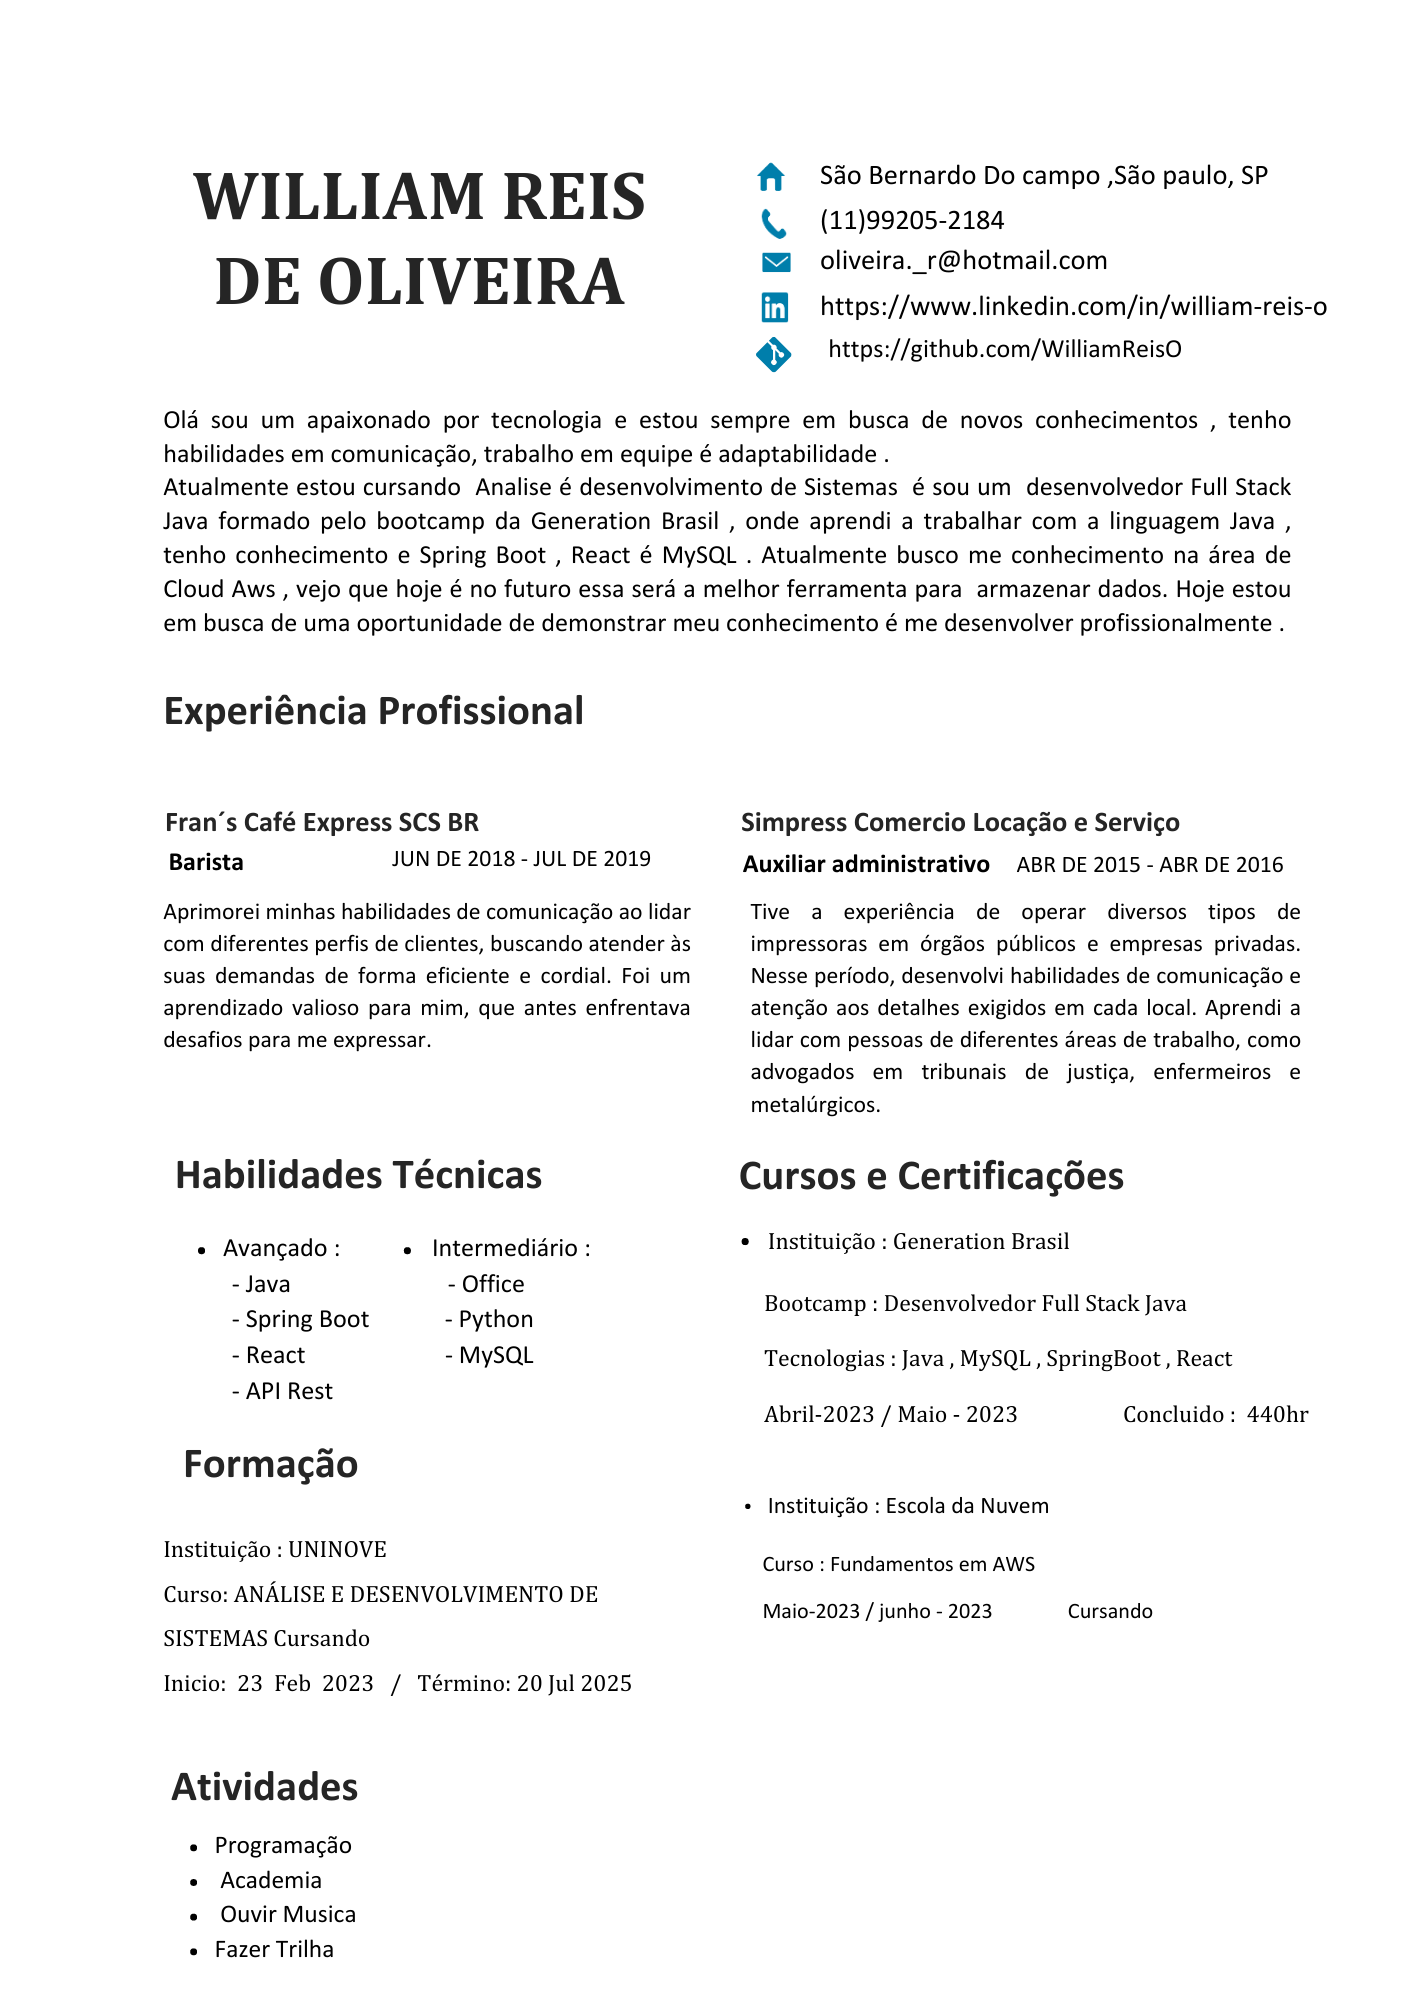 WILLIAM REIS
DE OLIVEIRA
São Bernardo Do campo ,São paulo, SP
(11)99205-2184
oliveira._r@hotmail.com
https://www.linkedin.com/in/william-reis-o
https://github.com/WilliamReisO
Olá sou um apaixonado por tecnologia e estou sempre em busca de novos conhecimentos , tenho
habilidades em comunicação, trabalho em equipe é adaptabilidade .
Atualmente estou cursando Analise é desenvolvimento de Sistemas é sou um desenvolvedor Full Stack
Java formado pelo bootcamp da Generation Brasil , onde aprendi a trabalhar com a linguagem Java ,
tenho conhecimento e Spring Boot , React é MySQL . Atualmente busco me conhecimento na área de
Cloud Aws , vejo que hoje é no futuro essa será a melhor ferramenta para armazenar dados. Hoje estou
em busca de uma oportunidade de demonstrar meu conhecimento é me desenvolver profissionalmente .
Experiência Profissional
Fran´s Café Express SCS BR
Barista JUN DE 2018 - JUL DE 2019
Aprimorei minhas habilidades de comunicação ao lidar
com diferentes perfis de clientes, buscando atender às
suas demandas de forma eficiente e cordial. Foi um
aprendizado valioso para mim, que antes enfrentava
desafios para me expressar.
Simpress Comercio Locação e Serviço
Auxiliar administrativo ABR DE 2015 - ABR DE 2016
Tive a experiência de operar diversos tipos de
impressoras em órgãos públicos e empresas privadas.
Nesse período, desenvolvi habilidades de comunicação e
atenção aos detalhes exigidos em cada local. Aprendi a
lidar com pessoas de diferentes áreas de trabalho, como
advogados em tribunais de justiça, enfermeiros e
metalúrgicos.
Habilidades Técnicas
• Avançado :
- Java
- Spring Boot
- React
- API Rest
• Intermediário :
- Office
- Python
- MySQL
Formação
Instituição : UNINOVE
Curso: ANÁLISE E DESENVOLVIMENTO DE
SISTEMAS Cursando
Inicio: 23 Feb 2023 / Término: 20 Jul 2025
Atividades
• Programação
• Academia
• Ouvir Musica
• Fazer Trilha
Cursos e Certificações
• Instituição : Generation Brasil
Bootcamp : Desenvolvedor Full Stack Java
Tecnologias : Java , MySQL , SpringBoot , React
Abril-2023 / Maio - 2023 Concluido : 440hr
• Instituição : Escola da Nuvem
Curso : Fundamentos em AWS
Maio-2023 / junho - 2023 Cursando